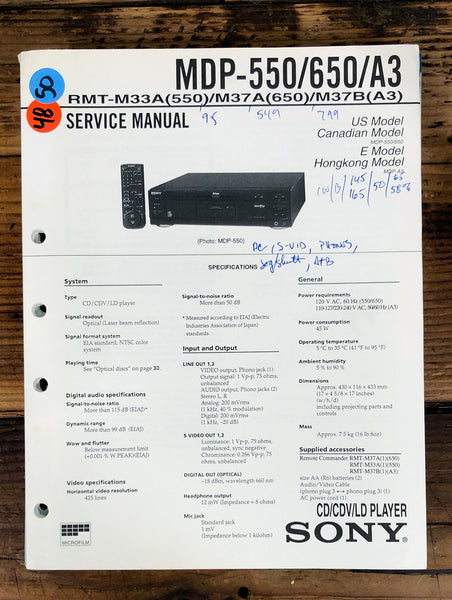 50
48
MDP-550/650/A3
RMT-M33A(550)/M37A(650)/M37B(A3)
SERVICE MANUAL
95
549
799
US Model
Canadian Model
MDP-550/650
E Model
Hongkong Model
MDP-A3
145
165
50
65
SONY
(Photo: MDP-550)
AC, S-VID, PHONES,
Jog/Shutt, A+B
SPECIFICATIONS
System
Type
CD/CDV/LD player
Signal readout
Optical (Laser beam reflection)
Signal format system
EIA standard, NTSC color
system
Playing time
See "Optical discs" on page 30.
Digital audio specifications
Signal-to-noise ratio
More than 115 dB (EIAJ)*
Dynamic range
More than 99 dB (EIAJ)
Wow and flutter
Below measurement limit
(±0.001 % W.PEAK)(EIAJ)
Video specifications
Horizontal video resolution
425 lines
MICROFILM
Signal-to-noise ratio
More than 50 dB
* Measured according to EIAJ (Electric
Industries Association of Japan)
standards.
Input and Output
LINE OUT 1,2
VIDEO output, Phono jack (1)
Output signal: 1 Vp-p, 75 ohms,
unbalanced
AUDIO output, Phono jacks (2)
Stereo L, R
Analog: 200 mVrms
(1 kHz, 40 % modulation)
Digital: 200 mVrms
(1 kHz, -20 dB)
S VIDEO OUT 1,2
Luminance: 1 Vp-p, 75 ohms,
unbalanced, sync negative
Chrominance: 0.286 Vp-p, 75 ohms,
unbalanced
DIGITAL OUT (OPTICAL)
–18 dBm, wavelength 660 nm
Headphone output
12 mW (Impedance = 8 ohms)
Mic jack
Standard jack
1 mV
(Impedance below 1 kilohm)
General
Power requirements
120 V AC, 60 Hz (550/650)
110-127/220-240 V AC, 50/60 Hz (A3)
Power consumption
45 W
Operating temperature
5 °C to 35 °C (41 °F to 95 °F)
Ambient humidity
5 % to 90 %
Dimensions
Approx. 430 × 116 × 433 mm
(17 × 4 5/8 × 17 inches)
(w/h/d)
including projecting parts and
controls
Mass
Approx. 7.5 kg (16 lb 8 oz)
Supplied accessories
Remote Commander RMT-M37A(1)(650)
RMT-M33A(1)(550)
RMT-M37B(1)(A3)
size AA (R6) batteries (2)
Audio/Video Cable
(phono plug 3 ↔ phono plug 3) (1)
AC power cord (1)
CD/CDV/LD PLAYER
SONY